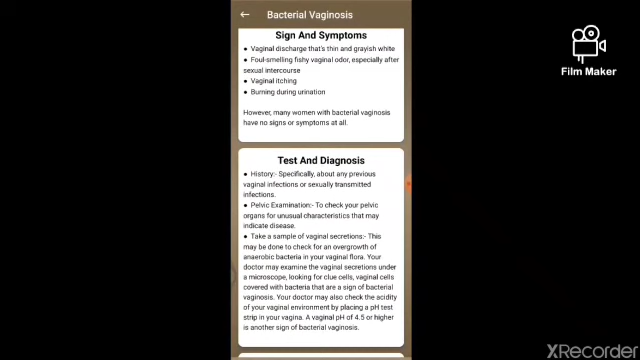 ← Bacterial Vaginosis
Sign And Symptoms
● Vaginal discharge that's thin and grayish white
● Foul-smelling fishy vaginal odor, especially after
sexual intercourse
● Vaginal itching
● Burning during urination
However, many women with bacterial vaginosis
have no signs or symptoms at all.
Test And Diagnosis
● History:- Specifically, about any previous
vaginal infections or sexually transmitted
infections.
● Pelvic Examination:- To check your pelvic
organs for unusual characteristics that may
indicate disease.
● Take a sample of vaginal secretions:- This
may be done to check for an overgrowth of
anaerobic bacteria in your vaginal flora. Your
doctor may examine the vaginal secretions under
a microscope, looking for clue cells, vaginal cells
covered with bacteria that are a sign of bacterial
vaginosis. Your doctor may also check the acidity
of your vaginal environment by placing a pH test
strip in your vagina. A vaginal pH of 4.5 or higher
is another sign of bacterial vaginosis.
Film Maker
XRecorder